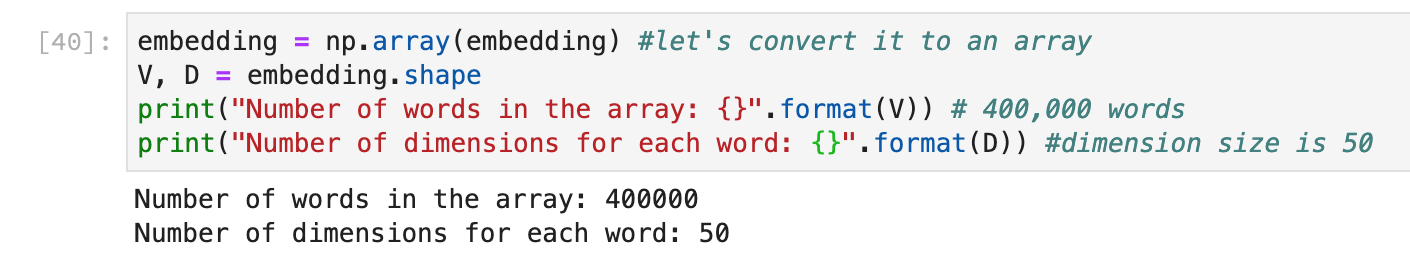 [40]: embedding = np.array(embedding) #let's convert it to an array
V, D = embedding.shape
print("Number of words in the array: {}".format(V)) # 400,000 words
print("Number of dimensions for each word: {}".format(D)) #dimension size is 50
Number of words in the array: 400000
Number of dimensions for each word: 50